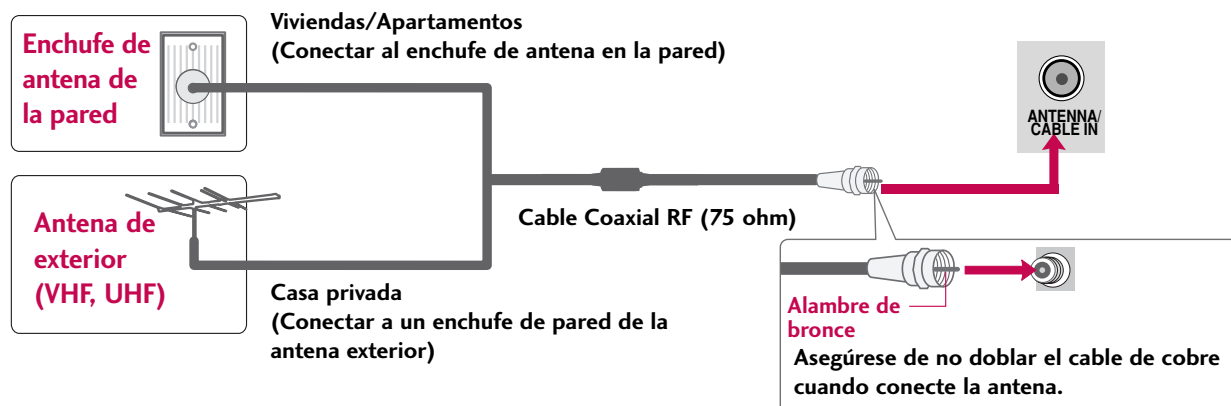 Enchufe de
antena de
la pared
Viviendas/Apartamentos
(Conectar al enchufe de antena en la pared)
ANTENNA/
CABLE IN
Antena de
exterior
(VHF, UHF)
Cable Coaxial RF (75 ohm)
Casa privada
(Conectar a un enchufe de pared de la
antena exterior)
Alambre de
bronce
Asegúrese de no doblar el cable de cobre
cuando conecte la antena.